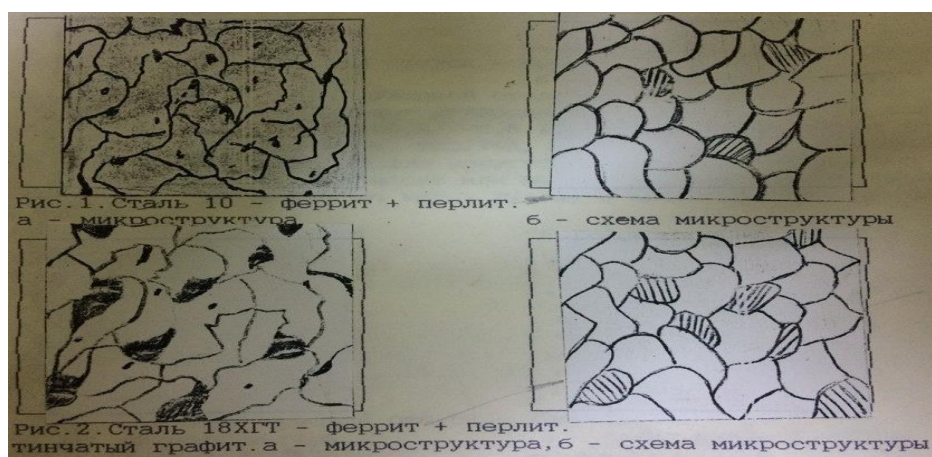 Рис.1.Сталь 10 - феррит + перлит.
а - микроструктура б - схема микроструктуры
Рис.2.Сталь 18ХГТ - феррит + перлит.
тинчатый графит.а - микроструктура,б - схема микроструктуры